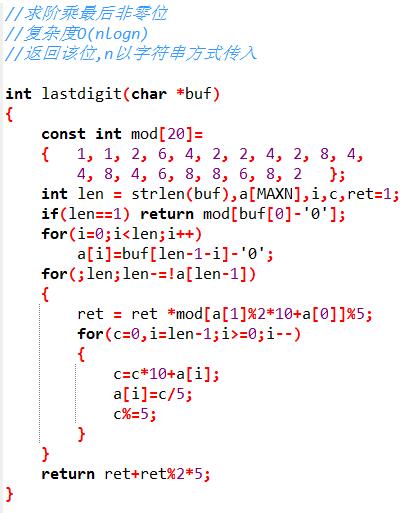 //求阶乘最后非零位
//复杂度O(nlogn)
//返回该位,n以字符串方式传入
int lastdigit(char *buf)
{
    const int mod[20]=
    {   1, 1, 2, 6, 4, 2, 2, 4, 2, 8, 4,
        4, 8, 4, 6, 8, 8, 6, 8, 2   };
    int len = strlen(buf),a[MAXN],i,c,ret=1;
    if(len==1) return mod[buf[0]-'0'];
    for(i=0;i<len;i++)
        a[i]=buf[len-1-i]-'0';
    for(;len;len-=!a[len-1])
    {
        ret = ret *mod[a[1]%2*10+a[0]]%5;
        for(c=0,i=len-1;i>=0;i--)
        {
            c=c*10+a[i];
            a[i]=c/5;
            c%=5;
        }
    }
    return ret+ret%2*5;
}